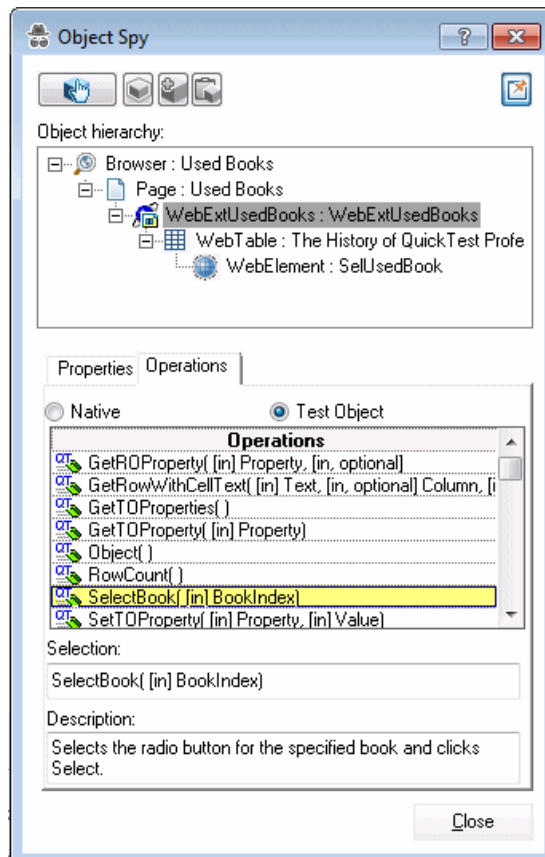 Object Spy
?
Object hierarchy:
Browser : Used Books
Page : Used Books
WebExtUsedBooks : WebExtUsedBooks
WebTable : The History of QuickTest Profe
WebElement : SelUsedBook
Properties Operations
Native Test Object
Operations
GetROProperty( [in] Property, [in, optional]
GetRowWithCellText( [in] Text, [in, optional] Column, [i
GetTOProperties( )
GetTOProperty( [in] Property)
Object( )
RowCount( )
SelectBook( [in] BookIndex)
SetTOProperty( [in] Property, [in] Value)
Selection:
SelectBook( [in] BookIndex)
Description:
Selects the radio button for the specified book and clicks
Select.
Close